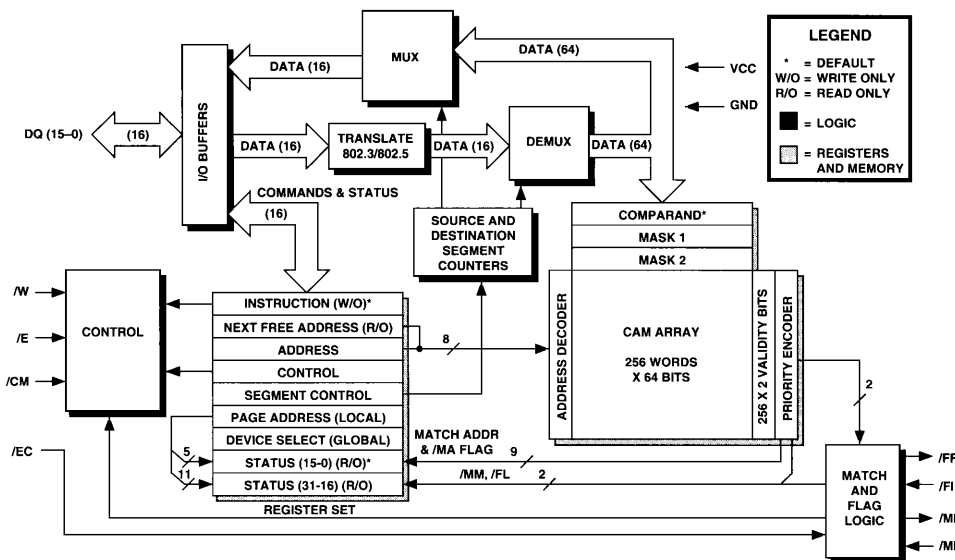 DATA (64)
MUX
DATA (16)
VCC
GND
LEGEND
* = DEFAULT
W/O = WRITE ONLY
R/O = READ ONLY
= LOGIC
= REGISTERS
AND MEMORY
DQ (15–0)
(16)
I/O BUFFERS
DATA (16)
TRANSLATE
802.3/802.5
DATA (16)
DEMUX
DATA (64)
COMMANDS & STATUS
(16)
SOURCE AND
DESTINATION
SEGMENT
COUNTERS
COMPARAND*
MASK 1
MASK 2
/W
/E
/CM
/EC
CONTROL
INSTRUCTION (W/O)*
NEXT FREE ADDRESS (R/O)
ADDRESS
CONTROL
SEGMENT CONTROL
PAGE ADDRESS (LOCAL)
DEVICE SELECT (GLOBAL)
STATUS (15-0) (R/O)*
STATUS (31-16) (R/O)
5
11
8
ADDRESS DECODER
CAM ARRAY
256 WORDS
X 64 BITS
256 X 2 VALIDITY BITS
PRIORITY ENCODER
2
MATCH ADDR
& /MA FLAG
9
/MM, /FL
2
REGISTER SET
MATCH
AND
FLAG
LOGIC
/FI